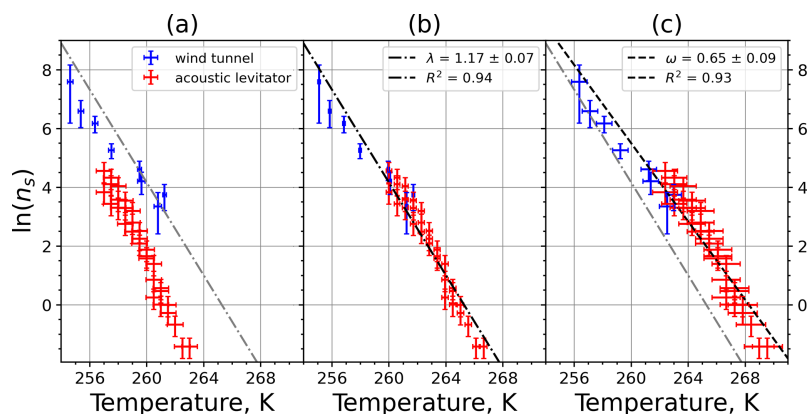 (a) (b) (c)
wind tunnel
acoustic levitator
λ = 1.17 ± 0.07
R² = 0.94
ω = 0.65 ± 0.09
R² = 0.93
ln(nₛ)
8 8
6 6
4 4
2 2
0 0
256 260 264 268 256 260 264 268 256 260 264 268
Temperature, K Temperature, K Temperature, K